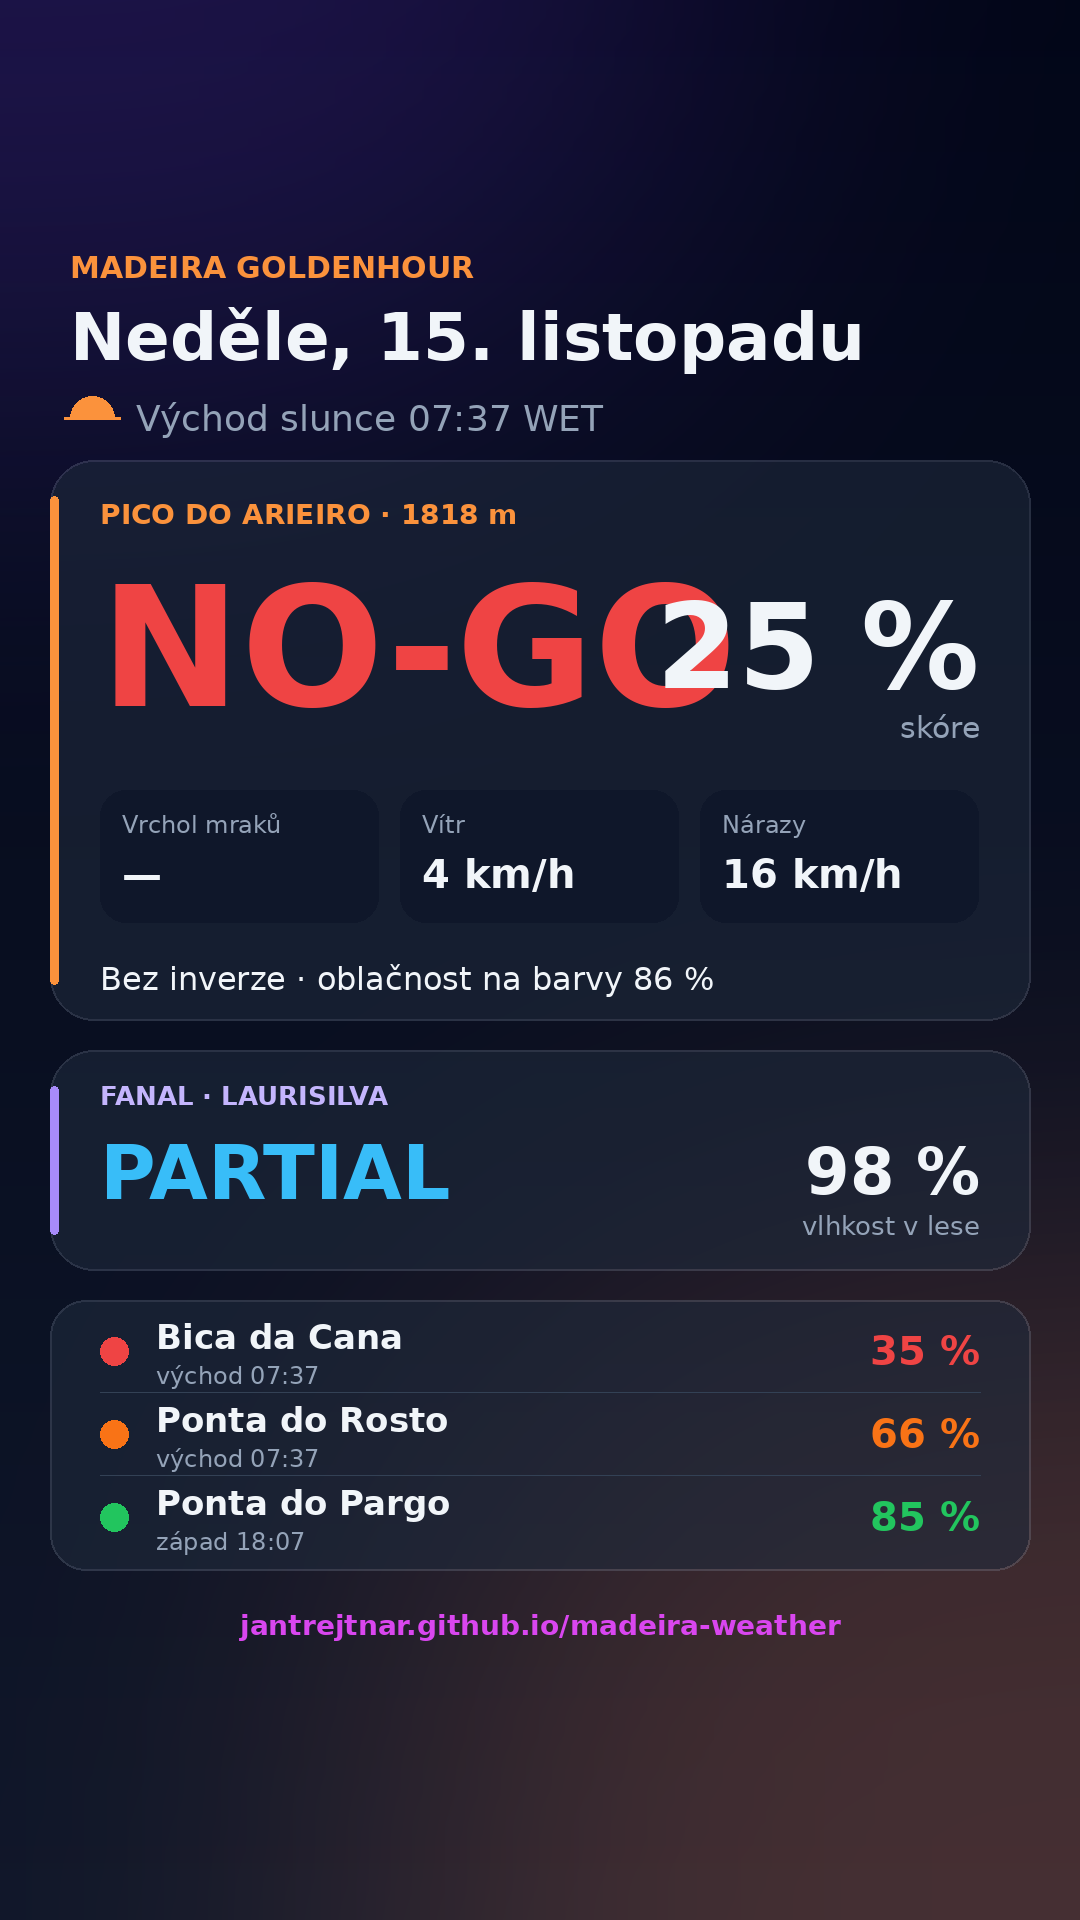 MADEIRA GOLDENHOUR
Neděle, 15. listopadu
Východ slunce 07:37 WET
PICO DO ARIEIRO · 1818 m
NO-GO 25 %
skóre
Vrchol mraků Vítr Nárazy
— 4 km/h 16 km/h
Bez inverze · oblačnost na barvy 86 %
FANAL · LAURISILVA
PARTIAL 98 %
vlhkost v lese
Bica da Cana 35 %
východ 07:37
Ponta do Rosto 66 %
východ 07:37
Ponta do Pargo 85 %
západ 18:07
jantrejtnar.github.io/madeira-weather